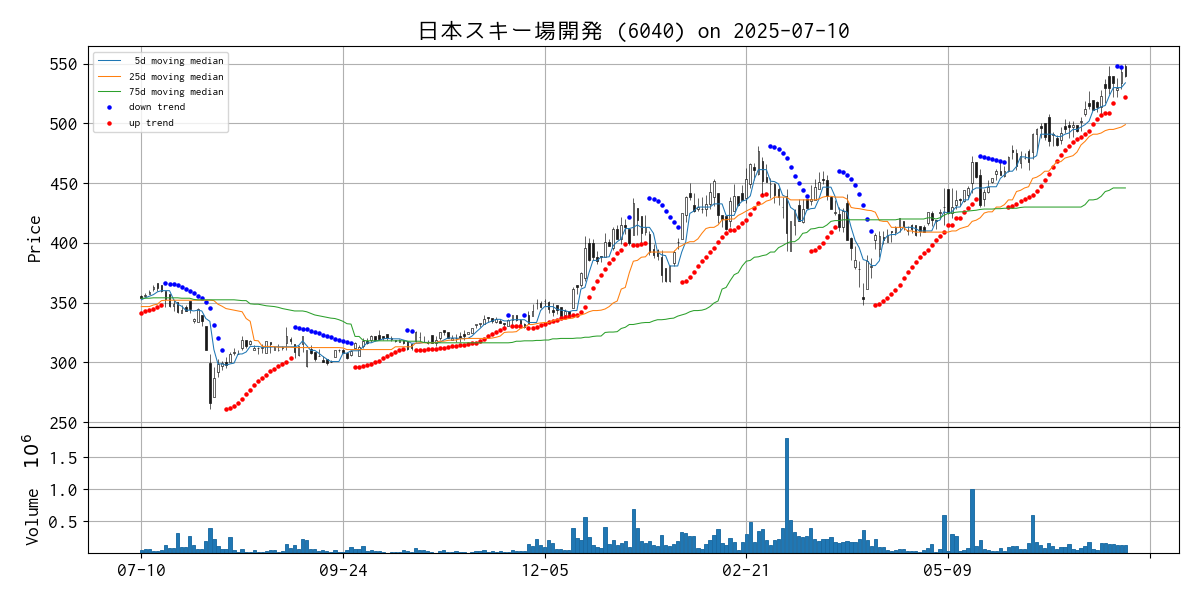 日本スキー場開発 (6040) on 2025-07-10
5d moving median
25d moving median
75d moving median
down trend
up trend
Price
550
500
450
400
350
300
250
Volume 10^6
1.5
1.0
0.5
07-10
09-24
12-05
02-21
05-09